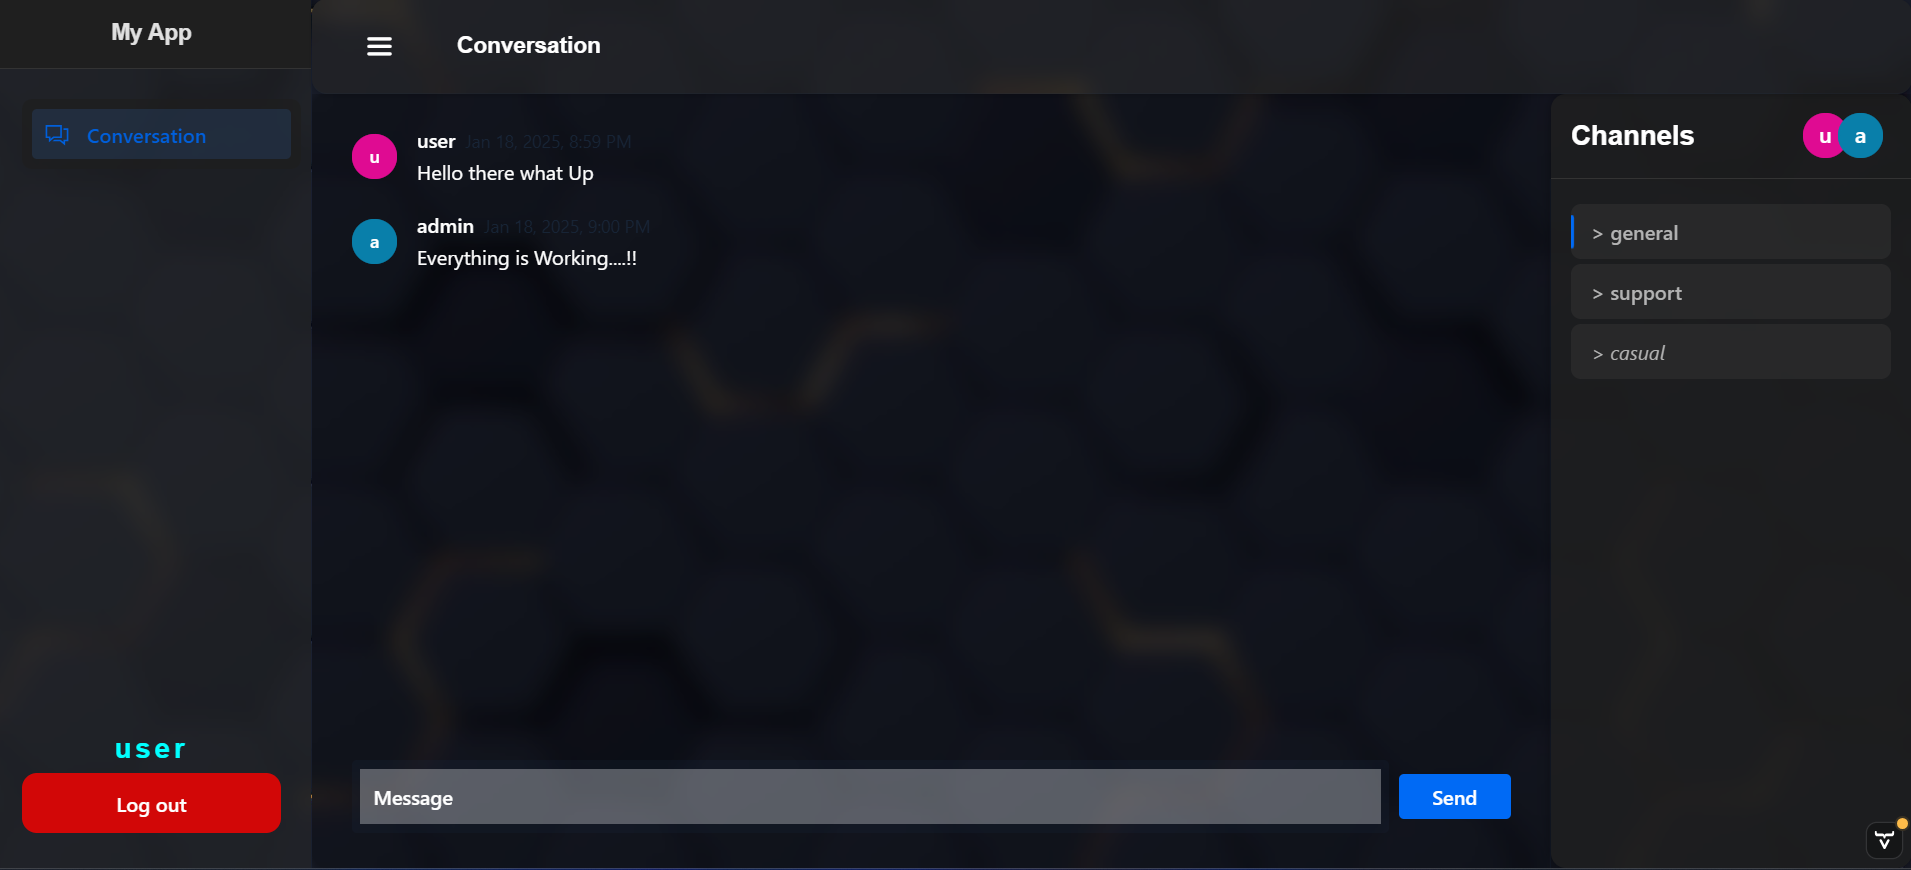 My App
Conversation
Conversation
user Jan 18, 2025, 8:59 PM
u
Hello there what Up
admin Jan 18, 2025, 9:00 PM
a
Everything is Working....!!
Channels
u a
> general
> support
> casual
user
Log out
Message
Send